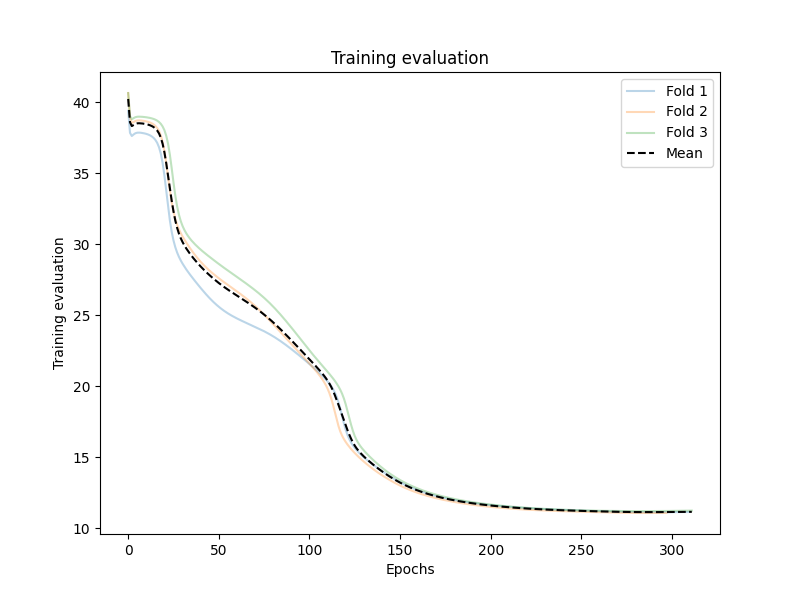 Training evaluation
Fold 1
Fold 2
Fold 3
Mean
Training evaluation
40
35
30
25
20
15
10
0 50 100 150 200 250 300
Epochs